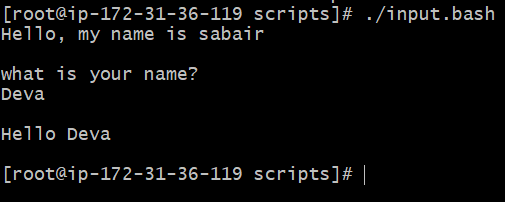 [root@ip-172-31-36-119 scripts]# ./input.bash
Hello, my name is sabair
what is your name?
Deva
Hello Deva
[root@ip-172-31-36-119 scripts]#